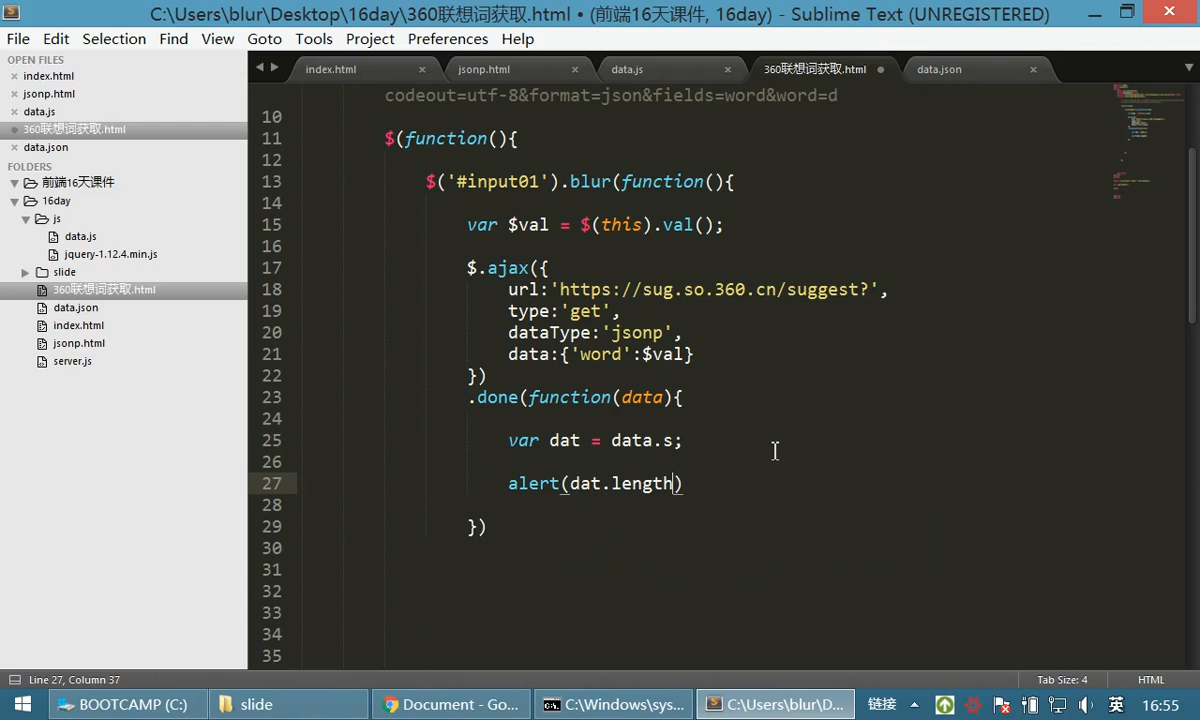 C:\Users\blur\Desktop\16day\360联想词获取.html • (前端16天课件, 16day) - Sublime Text (UNREGISTERED)
File Edit Selection Find View Goto Tools Project Preferences Help
OPEN FILES
index.html
jsonp.html
data.js
360联想词获取.html
data.json
FOLDERS
前端16天课件
16day
js
data.js
jquery-1.12.4.min.js
slide
360联想词获取.html
data.json
index.html
jsonp.html
server.js
index.html jsonp.html data.js 360联想词获取.html data.json
codeout=utf-8&format=json&fields=word&word=d
10
11 $(function(){
12
13 $('#input01').blur(function(){
14
15 var $val = $(this).val();
16
17 $.ajax({
18 url:'https://sug.so.360.cn/suggest?',
19 type:'get',
20 dataType:'jsonp',
21 data:{'word':$val}
22 })
23 .done(function(data){
24
25 var dat = data.s;
26
27 alert(dat.length)
28
29 })
30
31
32
33
34
35
Line 27, Column 37 Tab Size: 4 HTML
BOOTCAMP (C:) slide Document - Go... C:\Windows\sys... C:\Users\blur\D... 链接 英 16:55